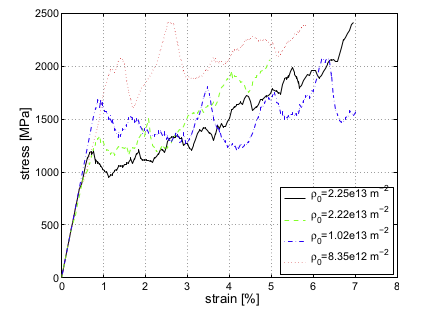 2500
2000
1500
1000
500
0
stress [MPa]
0 1 2 3 4 5 6 7 8
strain [%]
ρ0=2.25e13 m−2
ρ0=2.22e13 m−2
ρ0=1.02e13 m−2
ρ0=8.35e12 m−2